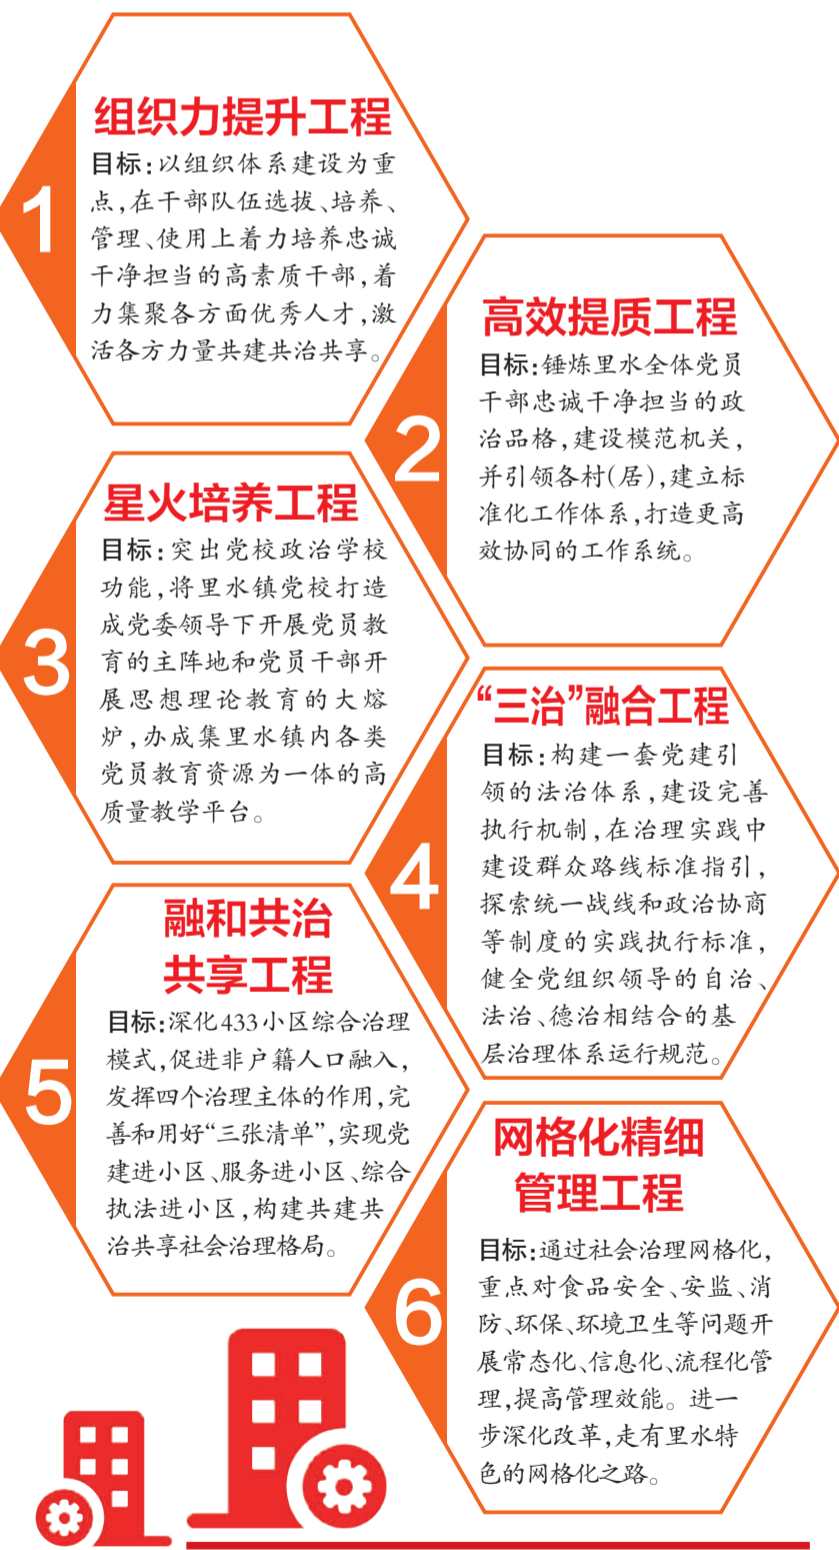 1
组织力提升工程
目标:以组织体系建设为重
点,在干部队伍选拔、培养、
管理、使用上着力培养忠诚
干净担当的高素质干部,着
力集聚各方面优秀人才,激
活各方力量共建共治共享。
2
高效提质工程
目标:锤炼里水全体党员
干部忠诚干净担当的政
治品格,建设模范机关,
并引领各村(居),建立标
准化工作体系,打造更高
效协同的工作系统。
3
星火培养工程
目标:突出党校政治学校
功能,将里水镇党校打造
成党委领导下开展党员教
育的主阵地和党员干部开
展思想理论教育的大熔
炉,办成集里水镇内各类
党员教育资源为一体的高
质量教学平台。
4
“三治”融合工程
目标:构建一套党建引
领的法治体系,建设完善
执行机制,在治理实践中
建设群众路线标准指引,
探索统一战线和政治协商
等制度的实践执行标准,
健全党组织领导的自治、
法治、德治相结合的基
层治理体系运行规范。
5
融和共治
共享工程
目标:深化433小区综合治理
模式,促进非户籍人口融入,
发挥四个治理主体的作用,完
善和用好“三张清单”,实现党
建进小区、服务进小区、综合
执法进小区,构建共建共
治共享社会治理格局。
6
网格化精细
管理工程
目标:通过社会治理网格化,
重点对食品安全、安监、消
防、环保、环境卫生等问题开
展常态化、信息化、流程化管
理,提高管理效能。进一
步深化改革,走有里水特
色的网格化之路。